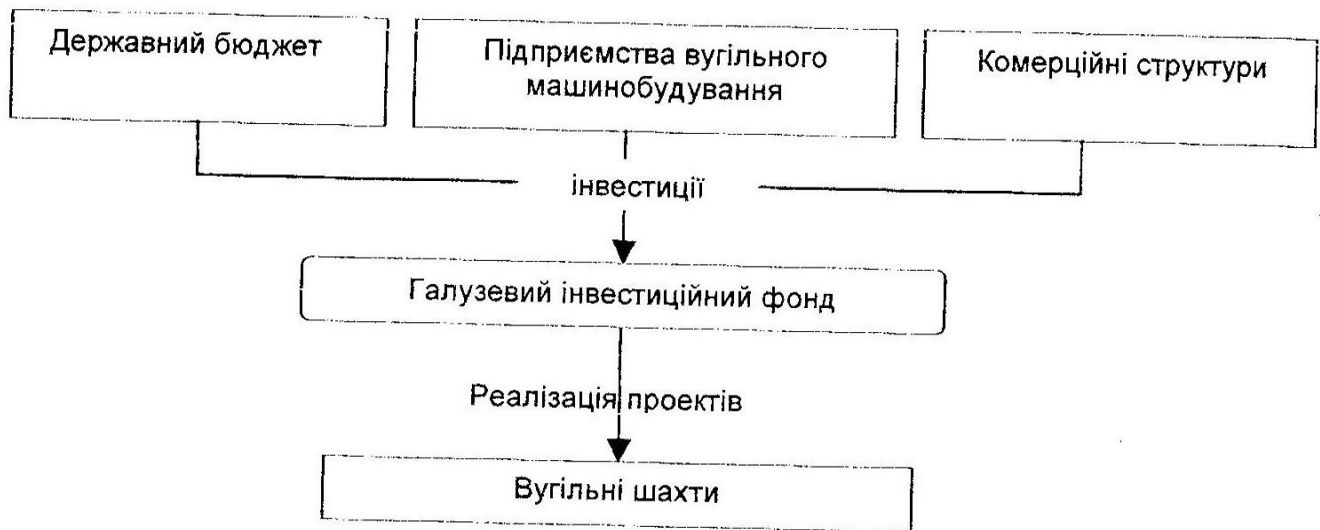 Державний бюджет
Підприємства вугільного
машинобудування
Комерційні структури
інвестиції
Галузевий інвестиційний фонд
Реалізація проектів
Вугільні шахти